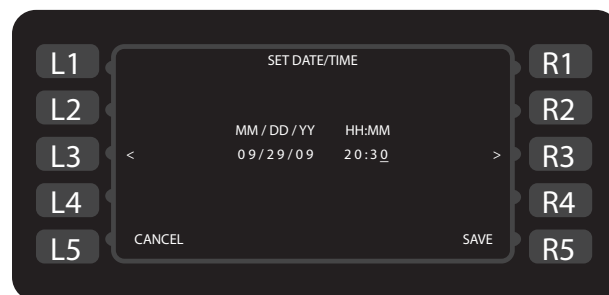 SET DATE/TIME
L1 R1
L2 R2
MM / DD / YY HH:MM
L3 < 09/29/09 20:30 > R3
L4 R4
CANCEL SAVE
L5 R5